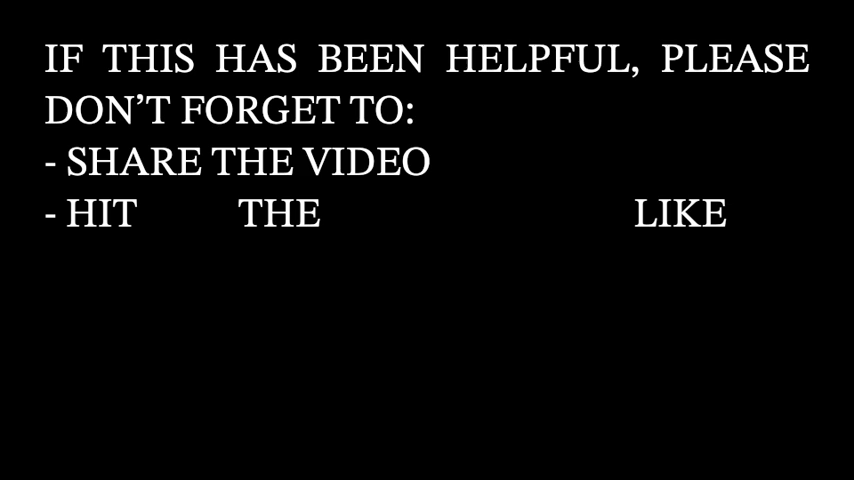 IF THIS HAS BEEN HELPFUL, PLEASE
DON’T FORGET TO:
- SHARE THE VIDEO
- HIT THE LIKE